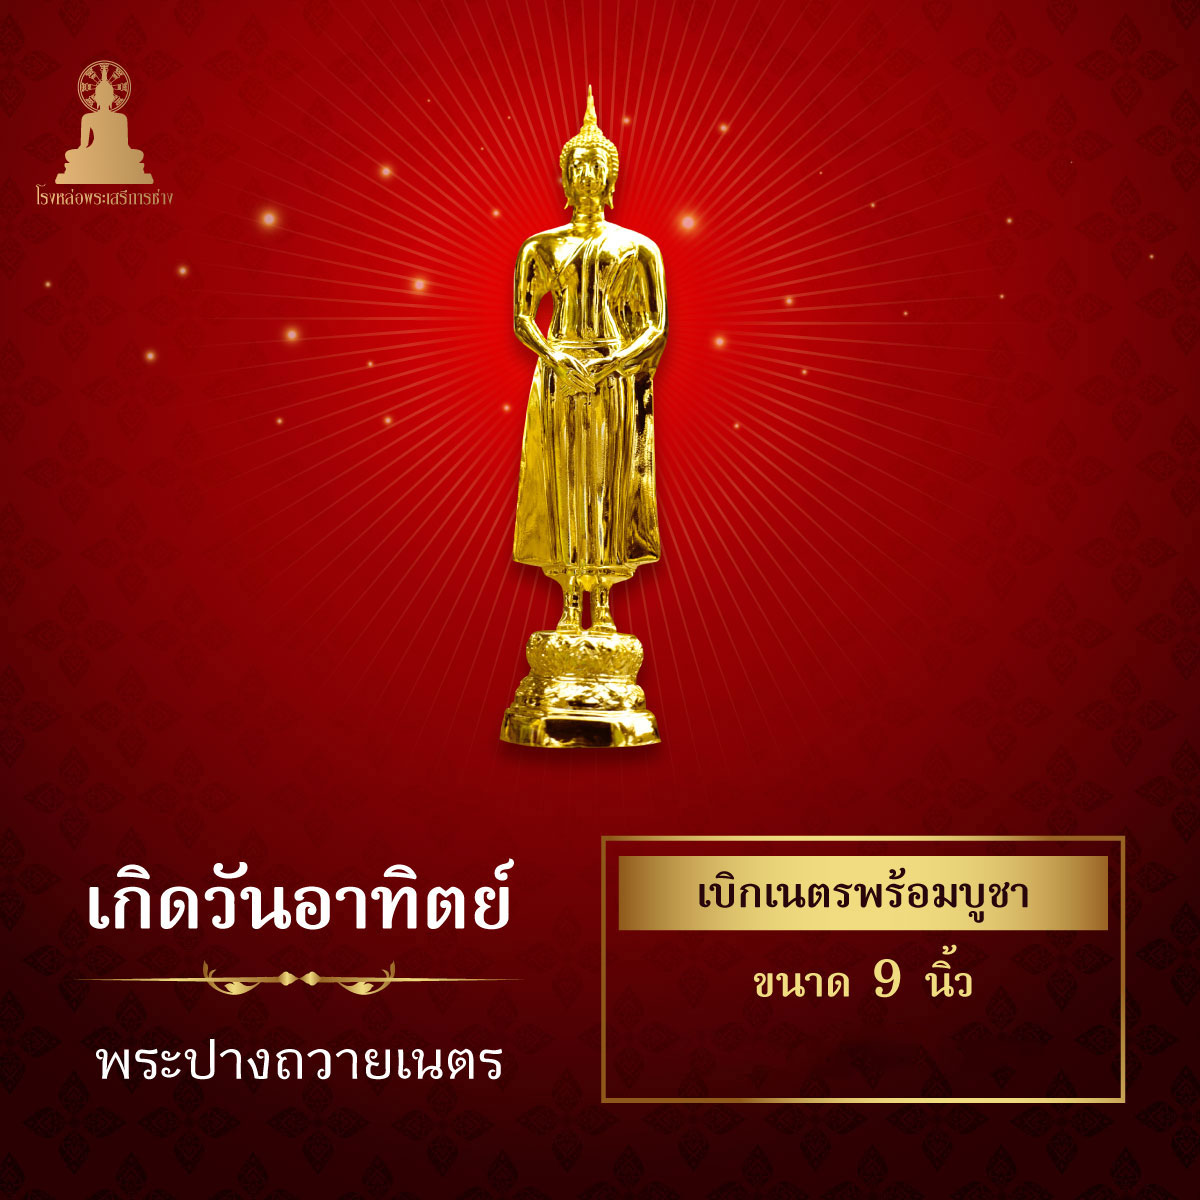 โรงหล่อพระเสรีการช่าง
เกิดวันอาทิตย์
พระปางถวายเนตร
เบิกเนตรพร้อมบูชา
ขนาด 9 นิ้ว